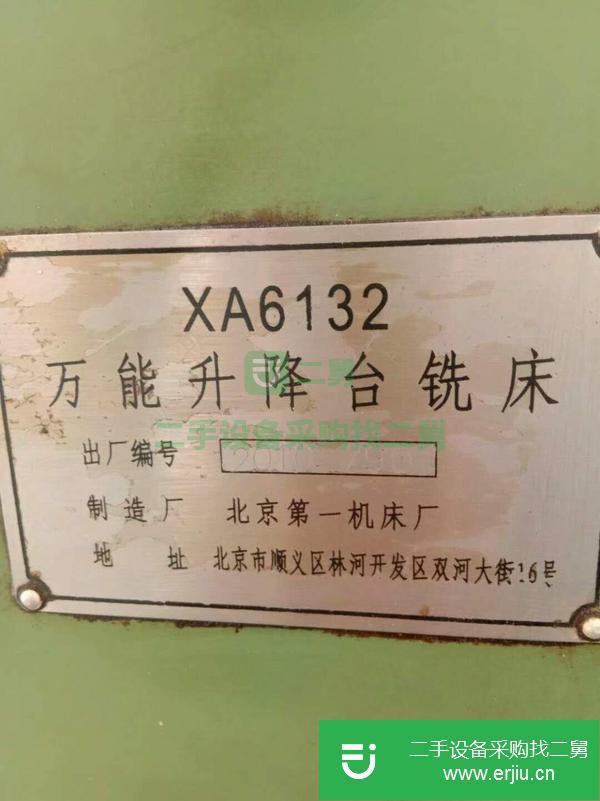 XA6132
万能升降台铣床
二舅
二手设备采购找二舅
出厂编号
制造厂 北京第一机床厂
地址 北京市顺义区林河开发区双河大街16号
二手设备采购找二舅
www.erjiu.cn